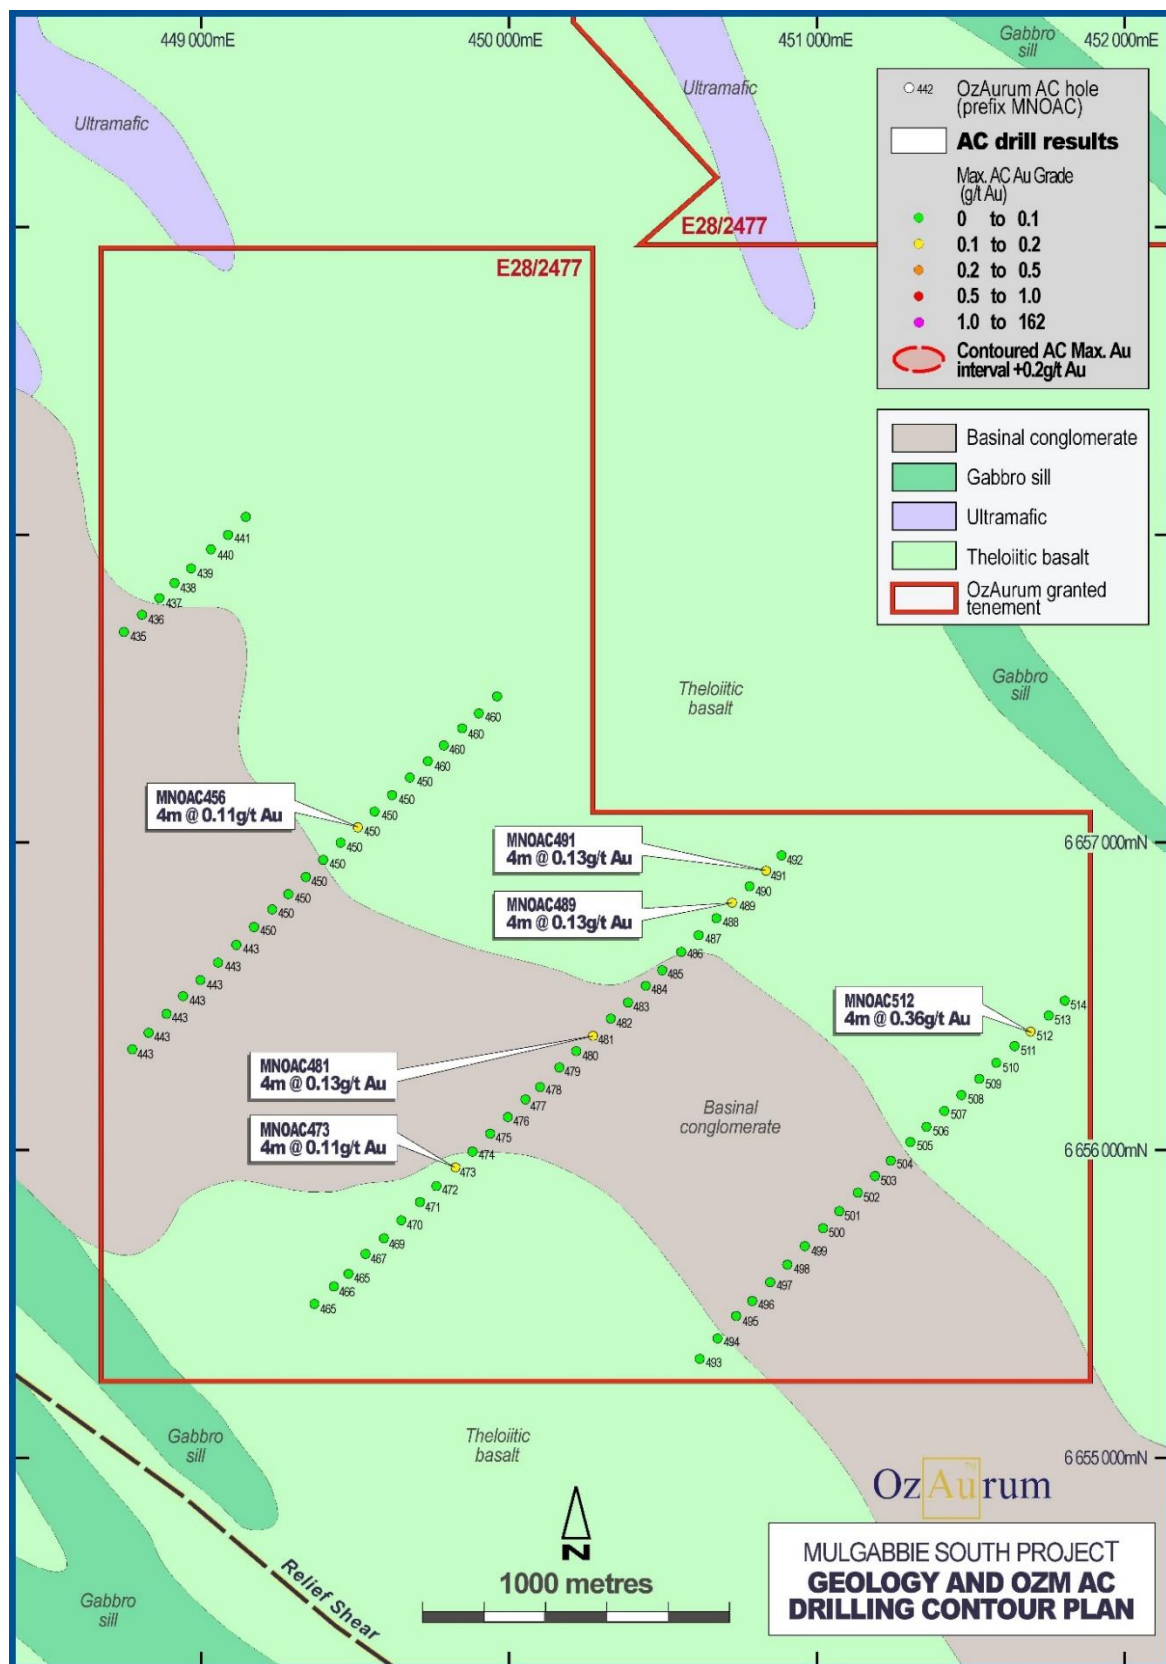 449 000mE
450 000mE
451 000mE
452 000mE
Gabbro
sill
Ultramafic
Ultramafic
442
OzAurum AC hole
(prefix MNOAC)
AC drill results
Max. AC Au Grade
(g/t Au)
0 to 0.1
0.1 to 0.2
0.2 to 0.5
0.5 to 1.0
1.0 to 162
Contoured AC Max. Au
interval +0.2g/t Au
E28/2477
E28/2477
Basinal conglomerate
Gabbro sill
Ultramafic
Theloiitic basalt
OzAurum granted
tenement
441
440
439
438
437
436
435
Gabbro
sill
Theloiitic
basalt
460
460
460
460
450
450
MNOAC456
4m @ 0.11g/t Au
450
450
450
450
450
450
450
443
443
443
443
443
443
443
6 657 000mN
MNOAC491
4m @ 0.13g/t Au
492
491
490
MNOAC489
4m @ 0.13g/t Au
489
488
487
486
485
484
483
482
481
480
479
478
477
476
475
474
473
472
471
470
469
467
465
466
465
MNOAC481
4m @ 0.13g/t Au
MNOAC473
4m @ 0.11g/t Au
MNOAC512
4m @ 0.36g/t Au
514
513
512
511
510
509
508
507
506
505
504
503
502
501
500
499
498
497
496
495
494
493
Basinal
conglomerate
6 656 000mN
Gabbro
sill
Theloiitic
basalt
6 655 000mN
OzAurum
TM
Relief Shear
Gabbro
sill
N
1000 metres
MULGABBIE SOUTH PROJECT
GEOLOGY AND OZM AC
DRILLING CONTOUR PLAN